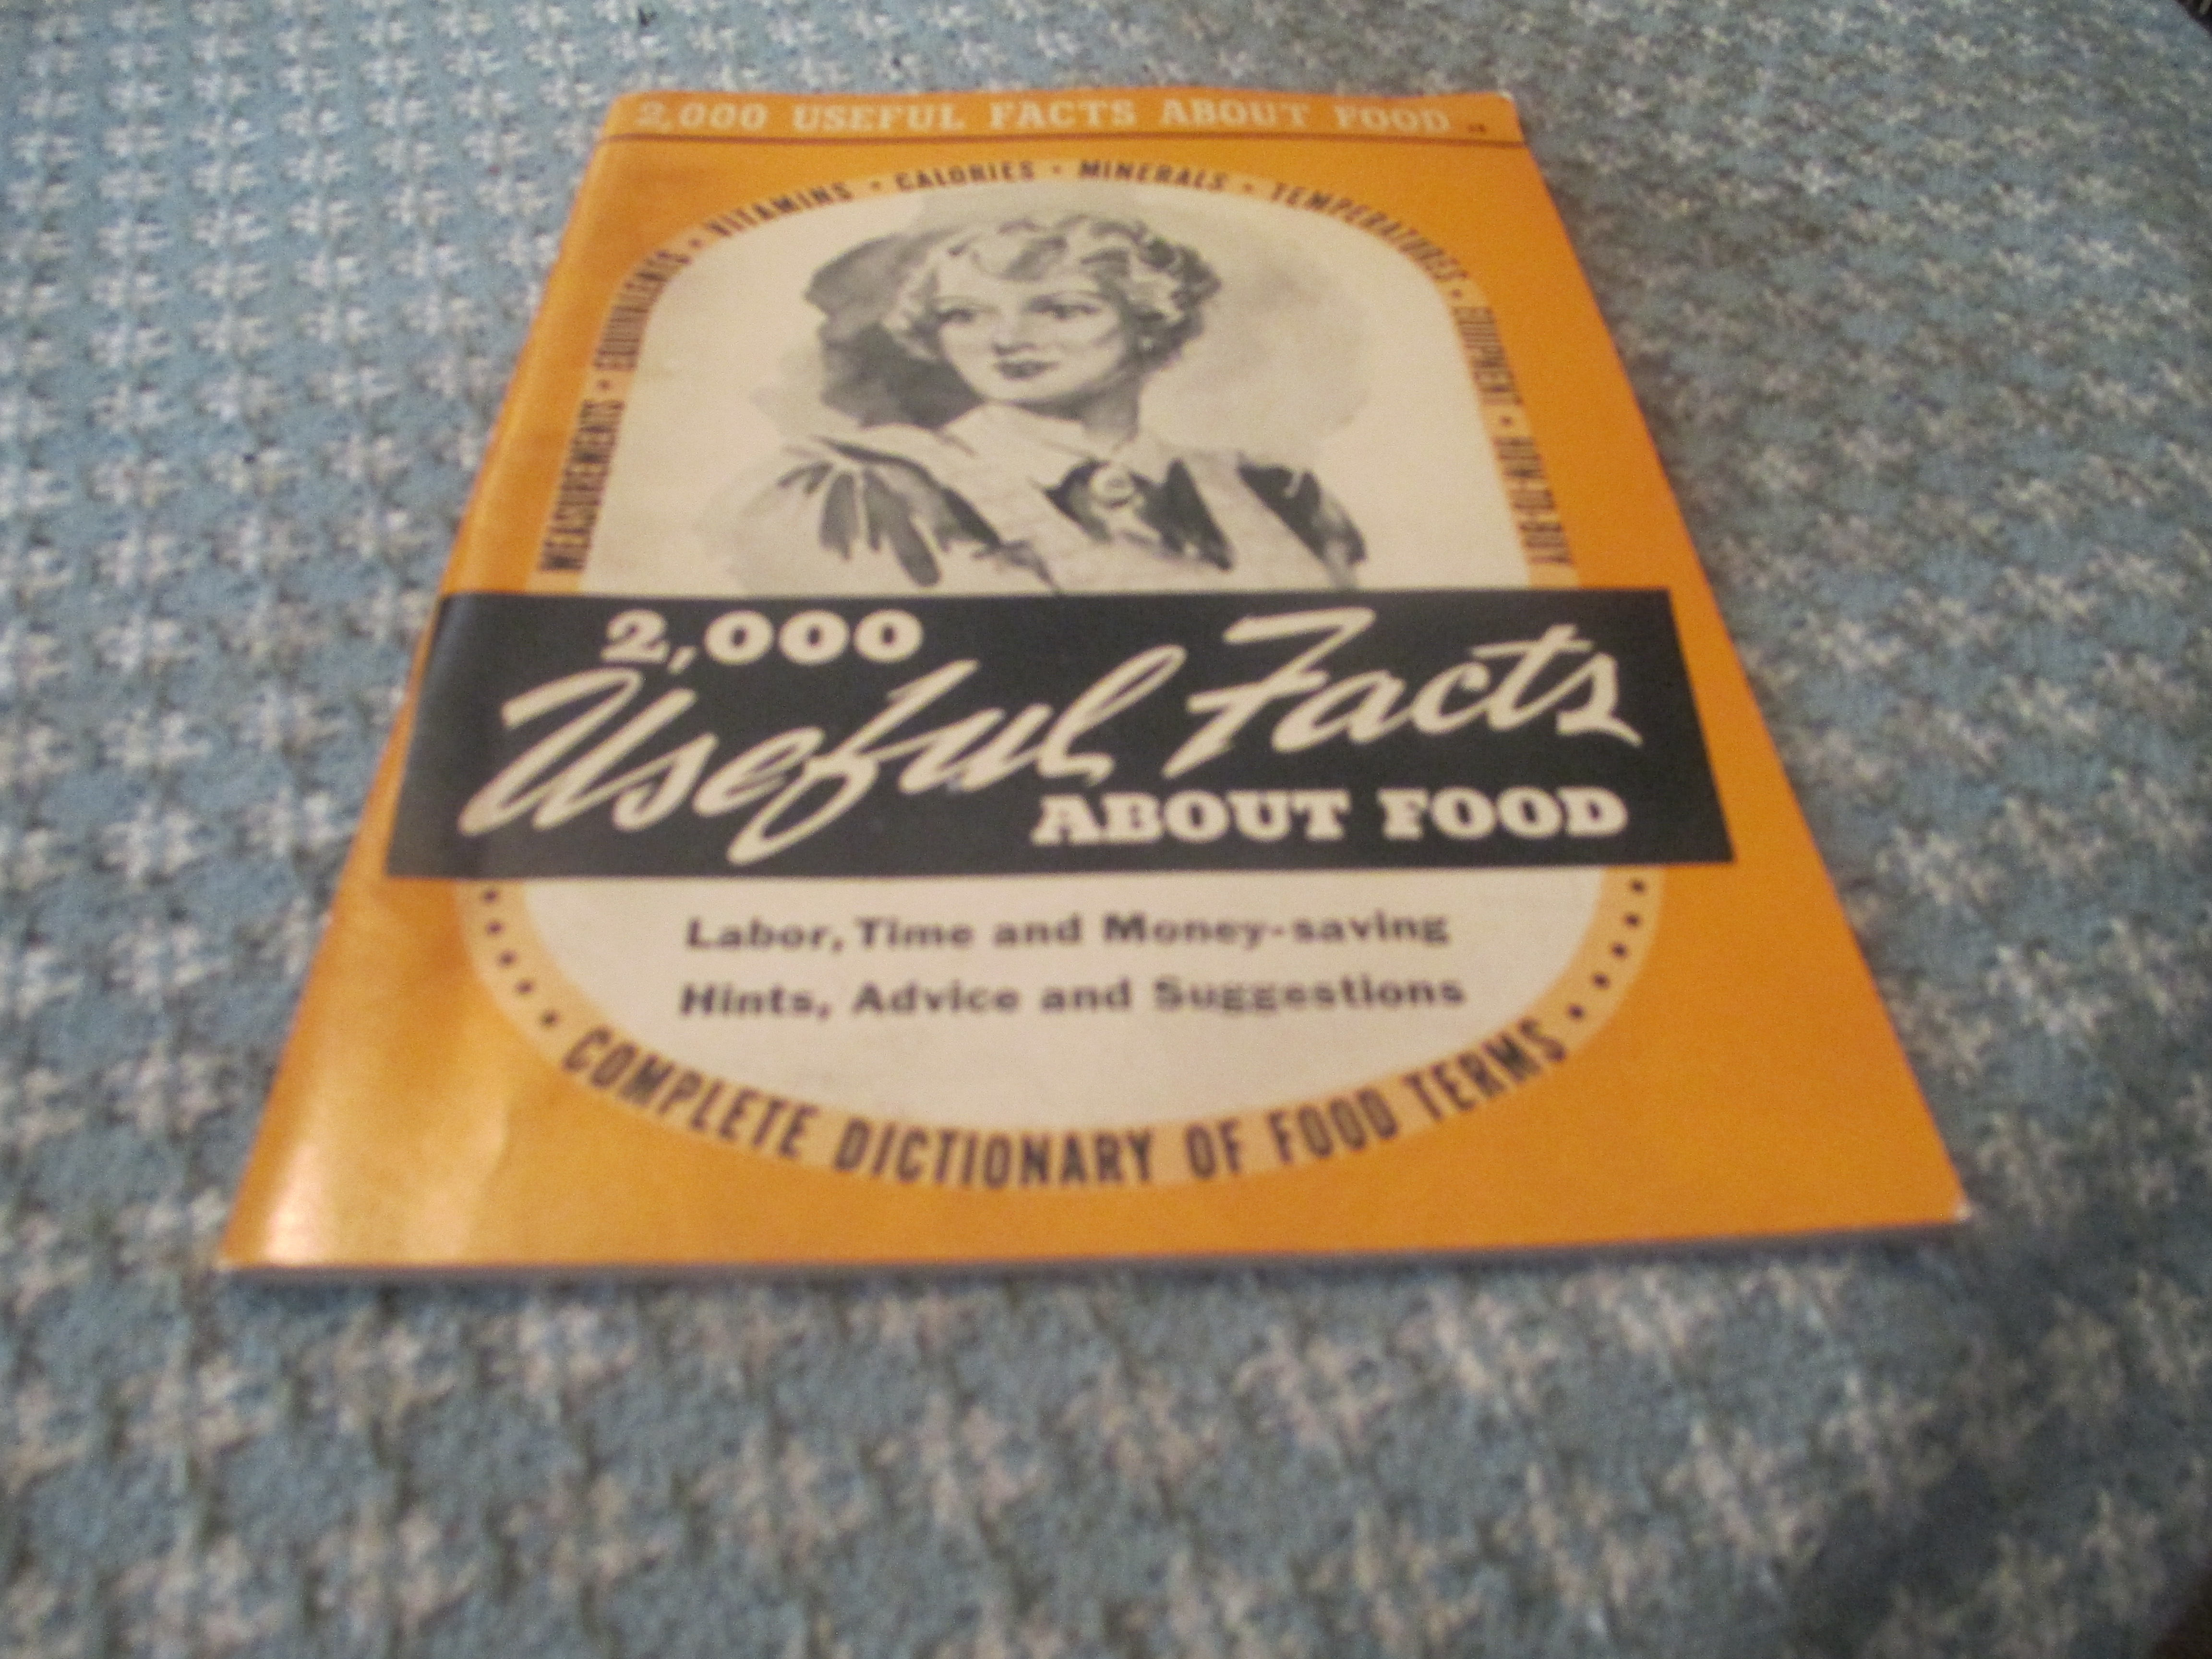 2,000 USEFUL FACTS ABOUT FOOD
MEASUREMENTS • EQUIVALENTS • VITAMINS • CALORIES • MINERALS • TEMPERATURES • EQUIPMENT • HOW-TO-BUY
2,000
Useful Facts
ABOUT FOOD
Labor, Time and Money-saving
Hints, Advice and Suggestions
COMPLETE DICTIONARY OF FOOD TERMS